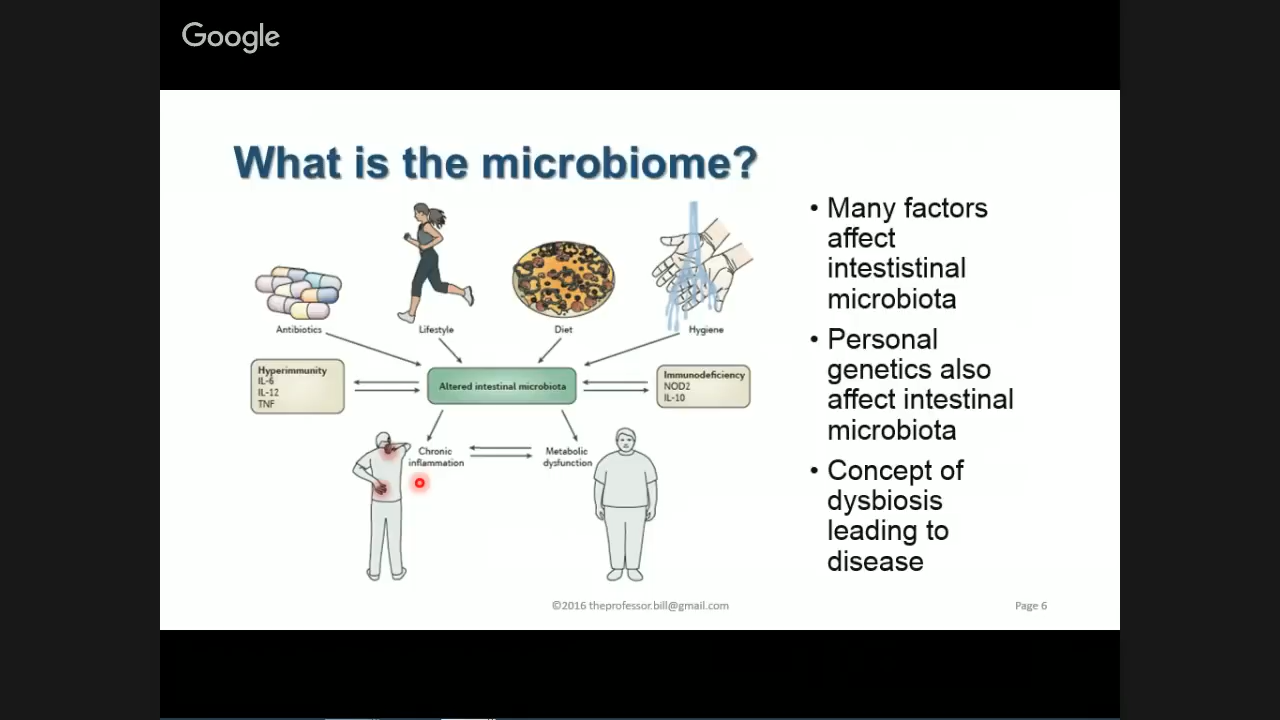 Google
What is the microbiome?
Antibiotics
Lifestyle
Diet
Hygiene
Hyperimmunity
IL-6
IL-12
TNF
Altered intestinal microbiota
Immunodeficiency
NOD2
IL-10
Chronic
inflammation
Metabolic
dysfunction
• Many factors
affect
intestistinal
microbiota
• Personal
genetics also
affect intestinal
microbiota
• Concept of
dysbiosis
leading to
disease
©2016 theprofessor.bill@gmail.com
Page 6